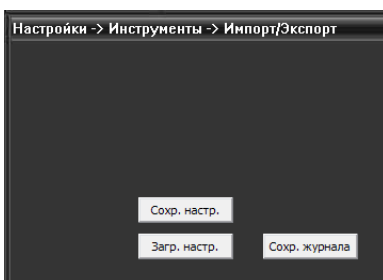 Настройки -> Инструменты -> Импорт/Экспорт
Сохр. настр.
Загр. настр. Сохр. журнала